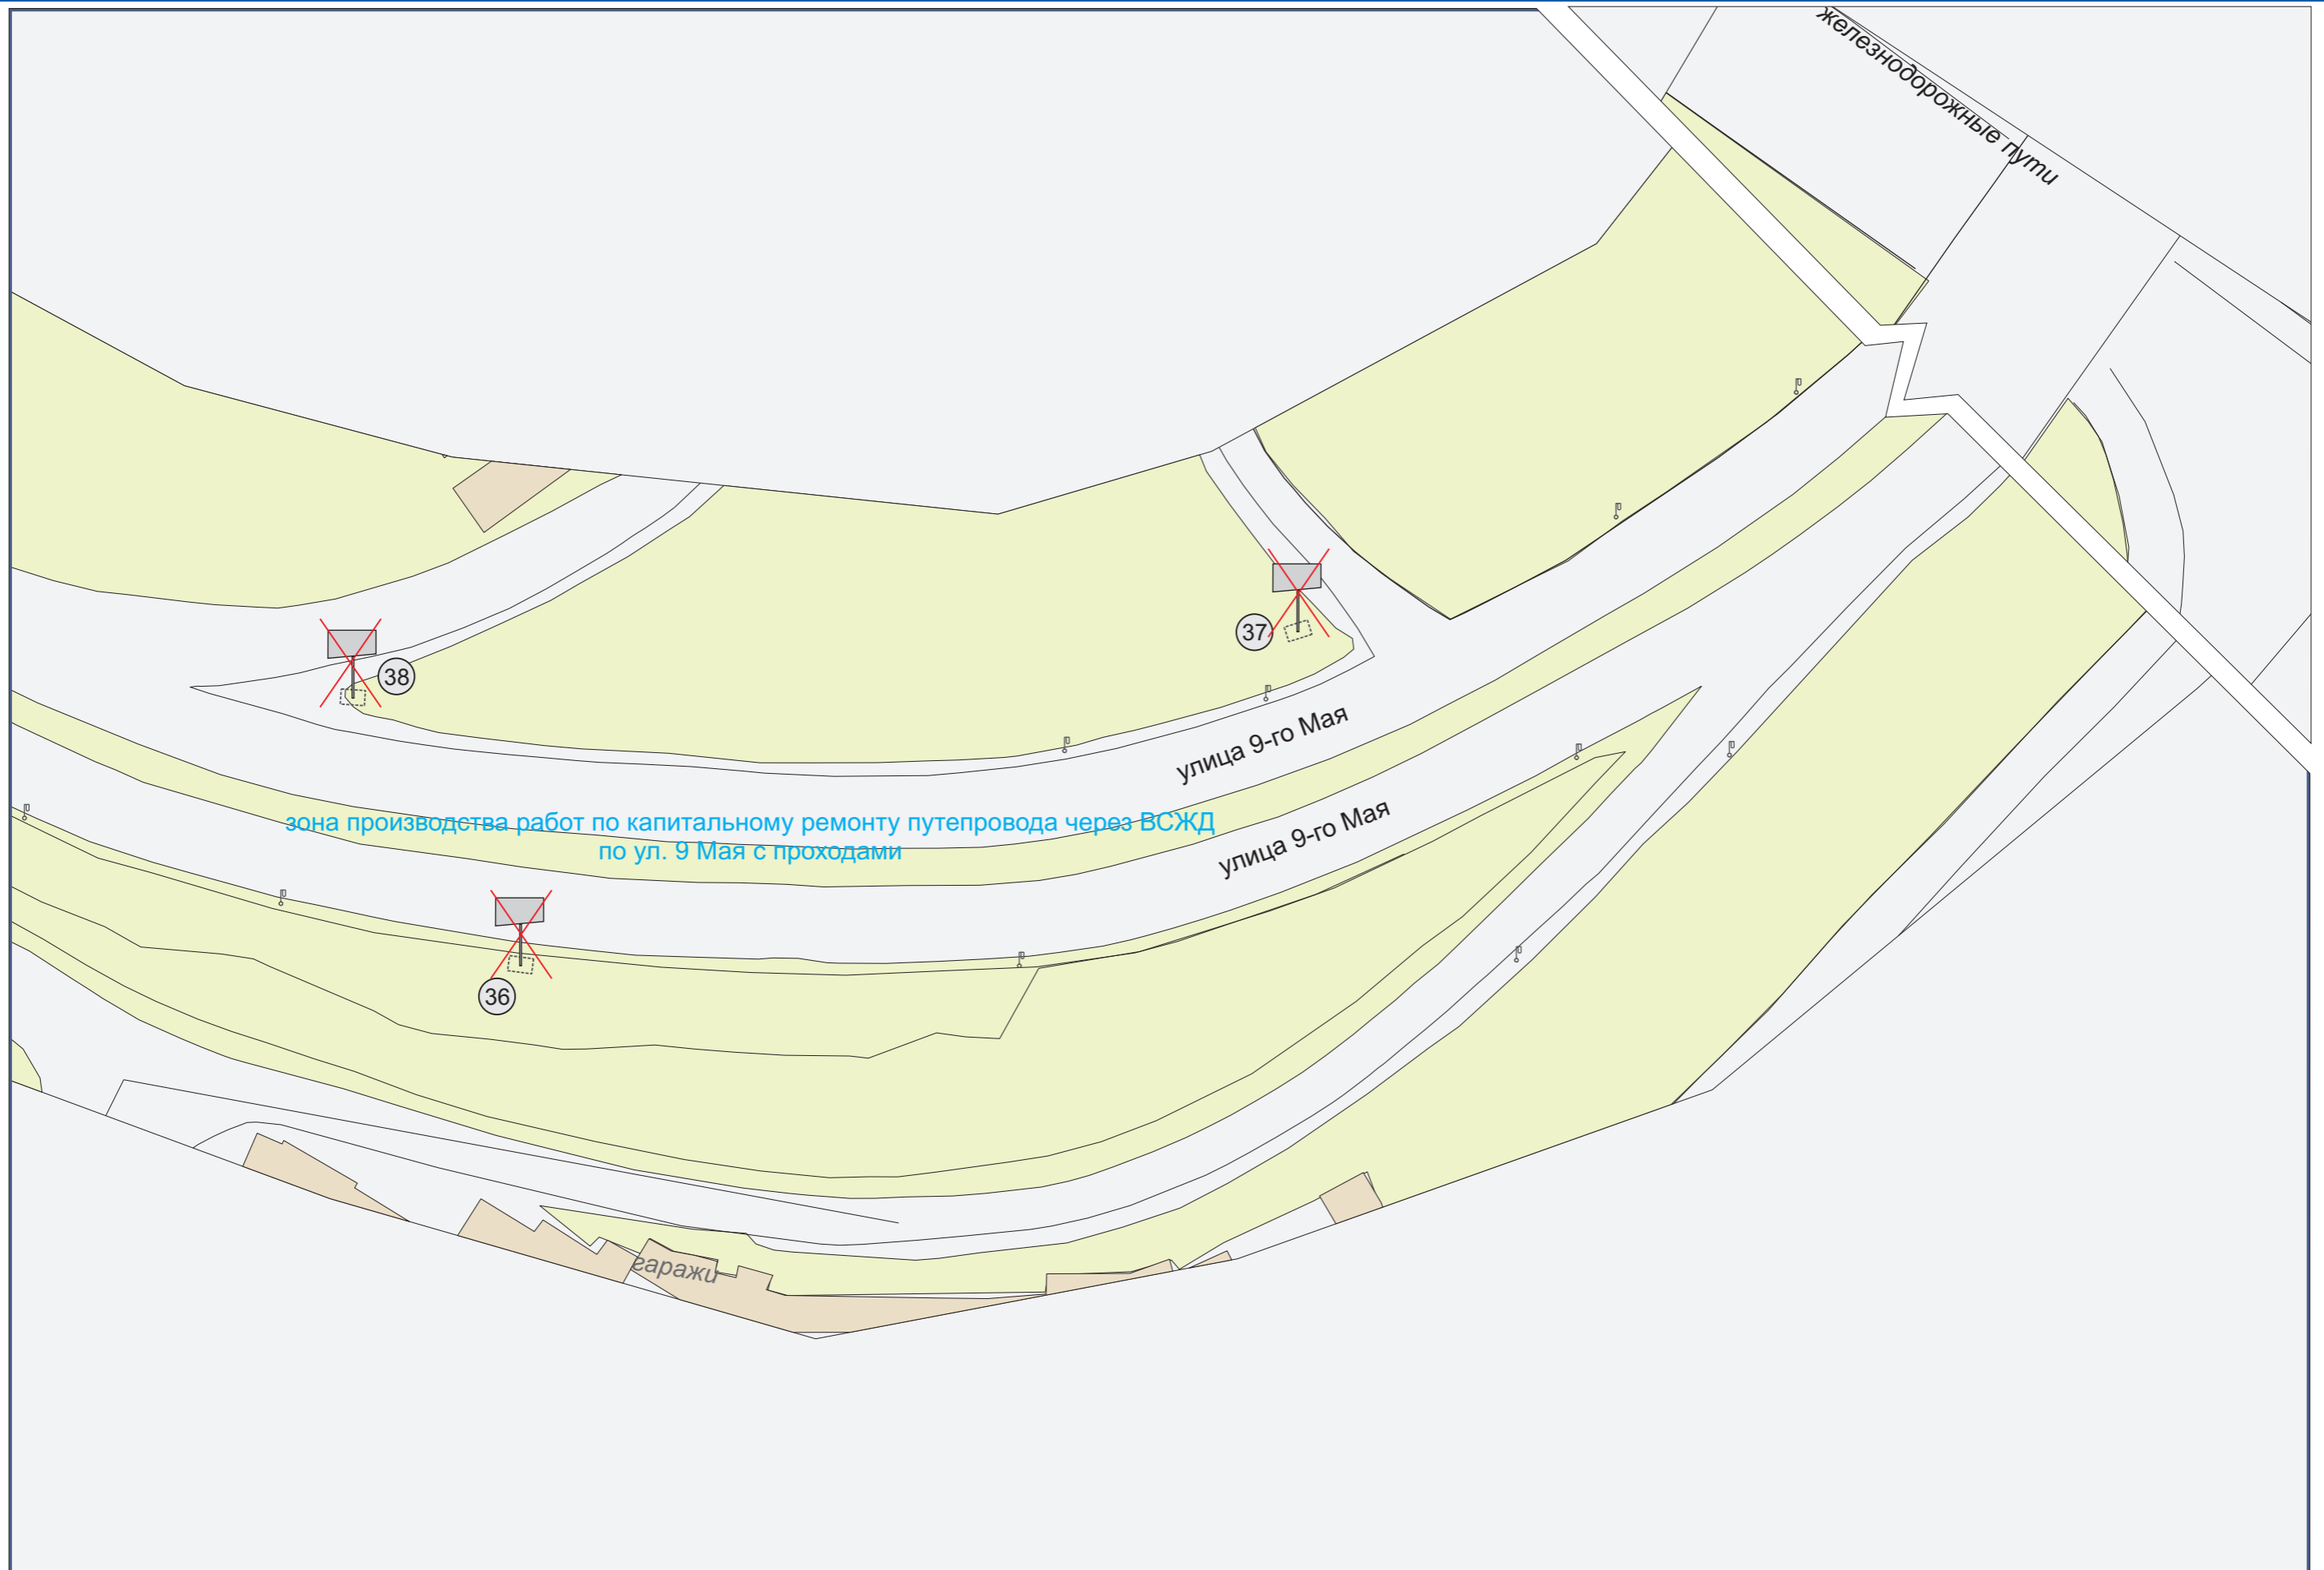 железнодорожные пути
37
38
улица 9-го Мая
зона производства работ по капитальному ремонту путепровода через ВСЖД
по ул. 9 Мая с проходами
улица 9-го Мая
36
гаражи